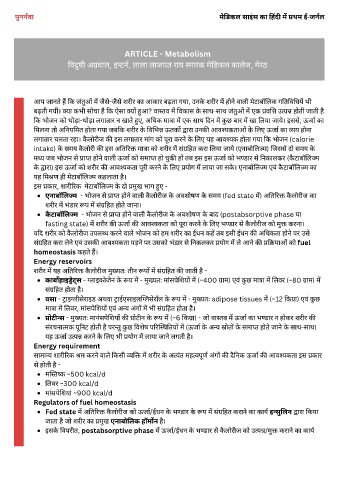 पुनर्नवा
मेडिकल साइंस का हिंदी में प्रथम ई-जर्नल
ARTICLE - Metabolism
विदुषी अग्रवाल, इन्टर्न, लाला लाजपत राय स्मारक मेडिकल कालेज, मेरठ
आप जानते हैं कि जंतुओं में जैसे-जैसे शरीर का आकार बढ़ता गया, उनके शरीर में होने वाली मेटाबॉलिक गतिविधियाँ भी
बढ़ती गयीं। क्या कभी सोचा है कि ऐसा क्यों हुआ? वास्तव में विकास के साथ-साथ जंतुओं में एक प्रवत्ति उत्पन्न होती जाती है
कि भोजन को थोड़ा-थोड़ा लगातार न खाते हुए, अधिक मात्रा में एक साथ दिन में कुछ बार में खा लिया जाये। इससे, ऊर्जा का
मिलना तो अनियमित होता गया जबकि शरीर के विभिन्न ऊतकों द्वारा उनकी आवश्यकताओं के लिए ऊर्जा का व्यय होना
लगातार चलता रहा। कैलोरीज की इस लगातार मांग को पूरा करने के लिए यह आवश्यक होता गया कि भोजन (calorie
intake) के समय कैलोरी की इस अतिरिक्त मात्रा को शरीर में संग्रहित करा लिया जाये (एनाबॉलिज्म) जिससे दो समय के
मध्य जब भोजन से प्राप्त होने वाली ऊर्जा को समाप्त हो चुकी हो तब इस इस ऊर्जा को भण्डार से निकालकर (कैटाबॉलिज्म
के द्वारा) इस ऊर्जा को शरीर की आवश्यकता पूरी करने के लिए प्रयोग में लाया जा सके। एनाबॉलिज्म एवं कैटाबॉलिज्म का
यह मिश्रण ही मेटाबॉलिज्म कहलाता है।
इस प्रकार, शारीरिक मेटाबॉलिज्म के दो प्रमुख भाग हुए -
• एनाबॉलिज्म - भोजन से प्राप्त होने वाली कैलोरीज के अवशोषण के समय (fed state में) अतिरिक्त कैलोरीज का
शरीर में भंडार रूप में संग्रहित होते जाना।
• कैटाबॉलिज्म - भोजन से प्राप्त होने वाली कैलोरीज के अवशोषण के बाद (postabsorptive phase या
fasting state) में शरीर की ऊर्जा की आवश्यकता को पूरा करने के लिए भण्डार से कैलोरीज को मुक्त करना।
यदि शरीर को कैलोरीज उपलब्ध कराने वाले भोजन को हम शरीर का ईंधन कहें तब इसी ईंधन की अधिकता होने पर उसे
संग्रहित करा लेने एवं उसकी आवश्यकता पड़ने पर उसको भंडार से निकालकर प्रयोग में ले आने की प्रक्रियाओं को fuel
homeostasis कहते हैं।
Energy reservoirs
शरीर में यह अतिरिक्त कैलोरीज मुख्यतः तीन रूपों में संग्रहित की जाती है -
• कार्बोहाइड्रेट्स - ग्लाइकोजेन के रूप में - मुख्यतः मांसपेशियों में (~400 ग्राम) एवं कुछ मात्रा में लिवर (~80 ग्राम) में
संग्रहित होता है।
• वसा - ट्राइग्लीसेराइड अथवा ट्राईएसाइलग्लिसेरॉल के रूप में - मुख्यतः adipose tissues में (~12 किग्रा) एवं कुछ
मात्रा में लिवर, मांसपेशियों एवं अन्य अंगों में भी संग्रहित होता है।
• प्रोटीन्स - मुख्यतः मानसपेशियों की प्रोटीन के रूप में (~6 किग्रा) - जो वास्तव में ऊर्जा का भण्डार न होकर शरीर की
संरचनात्मक यूनिट होती है परन्तु कुछ विशेष परिस्थितियों में (ऊर्जा के अन्य स्रोतों के समाप्त होते जाने के साथ-साथ)
यह ऊर्जा उत्पन्न करने के लिए भी प्रयोग में लाया जाने लगती है।
Energy requirement
सामान्य शारीरिक श्रम करने वाले किसी व्यक्ति में शरीर के अत्यंत महत्वपूर्ण अंगों की दैनिक ऊर्जा की आवश्यकता इस प्रकार
से होती है -
• मस्तिष्क ~500 kcal/d
• लिवर ~300 kcal/d
• मांसपेशियां ~900 kcal/d
Regulators of fuel homeostasis
• Fed state में अतिरिक्त कैलोरीज को ऊर्जा/ईंधन के भण्डार के रूप में संग्रहित कराने का कार्य इन्सुलिन द्वारा किया
जाता है जो शरीर का प्रमुख एनाबोलिक हॉर्मोन है।
• इसके विपरीत, postabsorptive phase में ऊर्जा/ईंधन के भण्डार से कैलोरीज को उत्पन्न/मुक्त कराने का कार्य